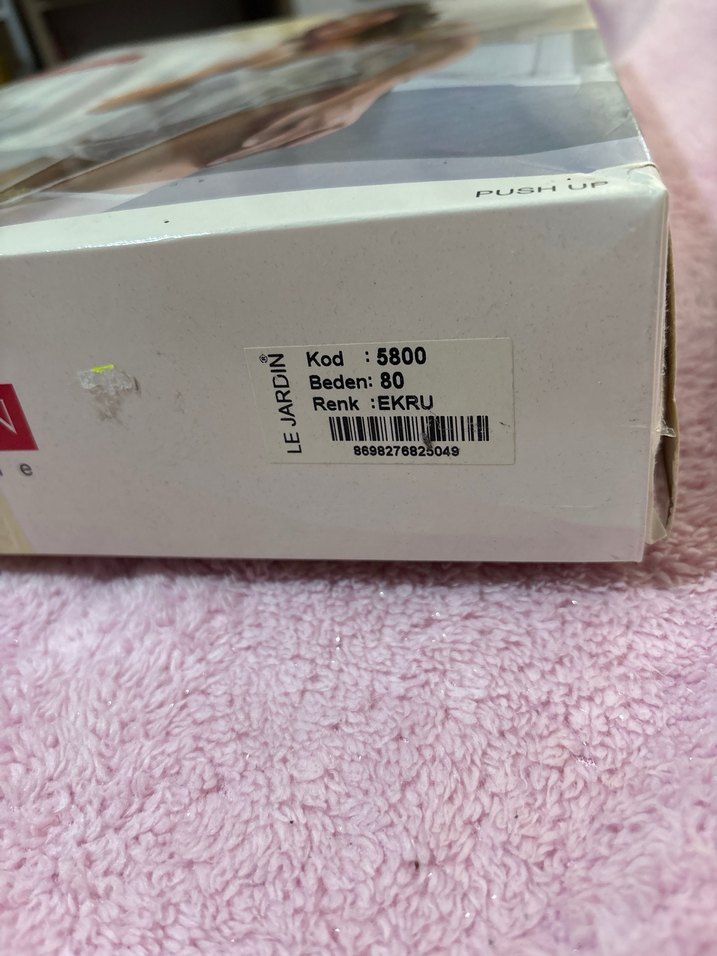 PUSH UP
LE JARDIN®
Kod : 5800
Beden: 80
Renk :EKRU
8698276825049
e